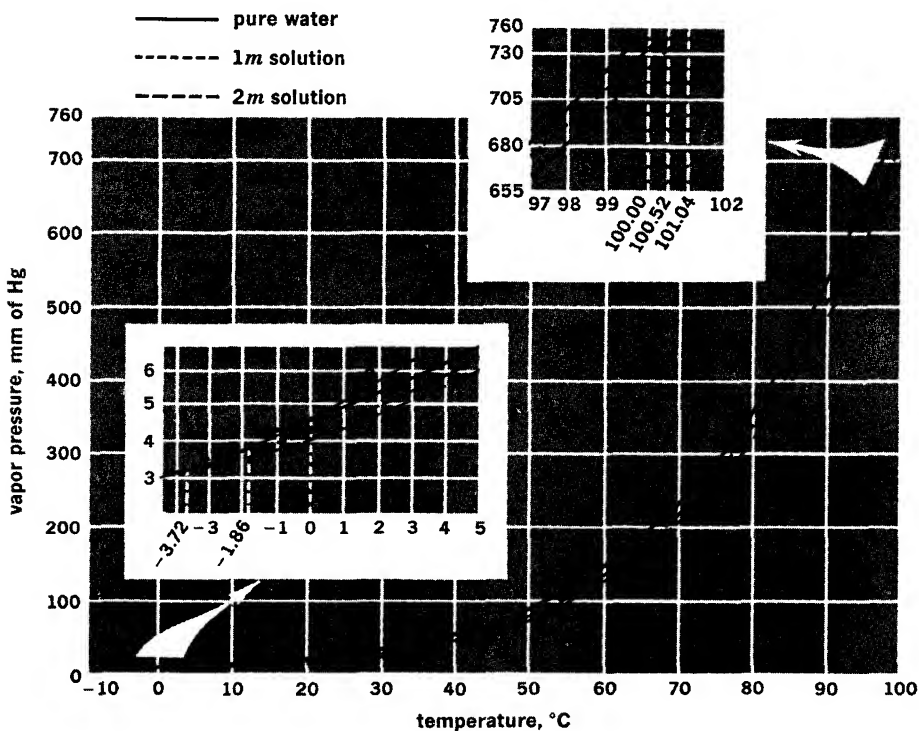 pure water
1m solution
2m solution
760
730
705
680
655
97 98 99 100.00 100.52 101.04 102
760
700
600
500
400
300
200
100
0
vapor pressure, mm of Hg
6
5
4
3
-3.72 -3 -1.86 -1 0 1 2 3 4 5
-10 0 10 20 30 40 50 60 70 80 90 100
temperature, °C